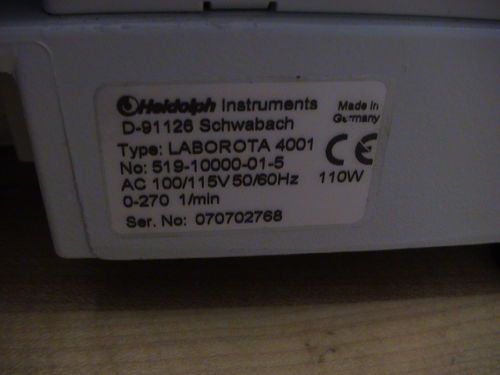 Heidolph Instruments
Made in
Germany
D-91126 Schwabach
Type: LABOROTA 4001
CE
No: 519-10000-01-5
AC 100/115V 50/60Hz 110W
0-270 1/min
Ser. No: 070702768